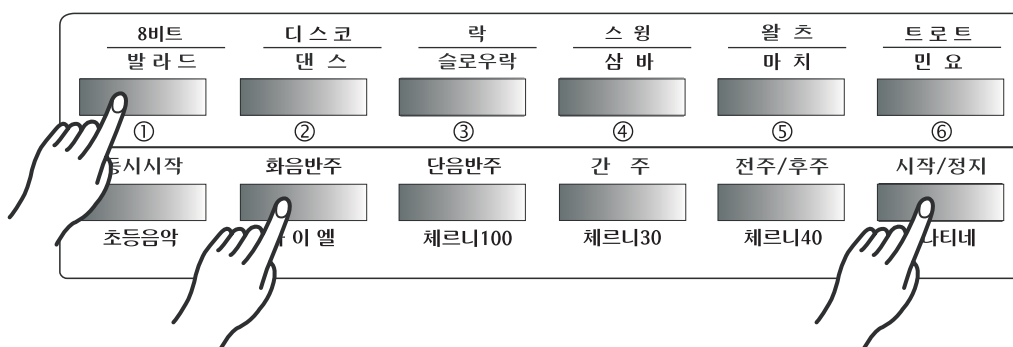 8비트 디스코 락 스윙 왈츠 트로트
발라드 댄스 슬로우락 삼바 마치 민요
① ② ③ ④ ⑤ ⑥
화음반주 단음반주 간주 전주/후주 시작/정지
초등음악 체르니100 체르니30 체르니40